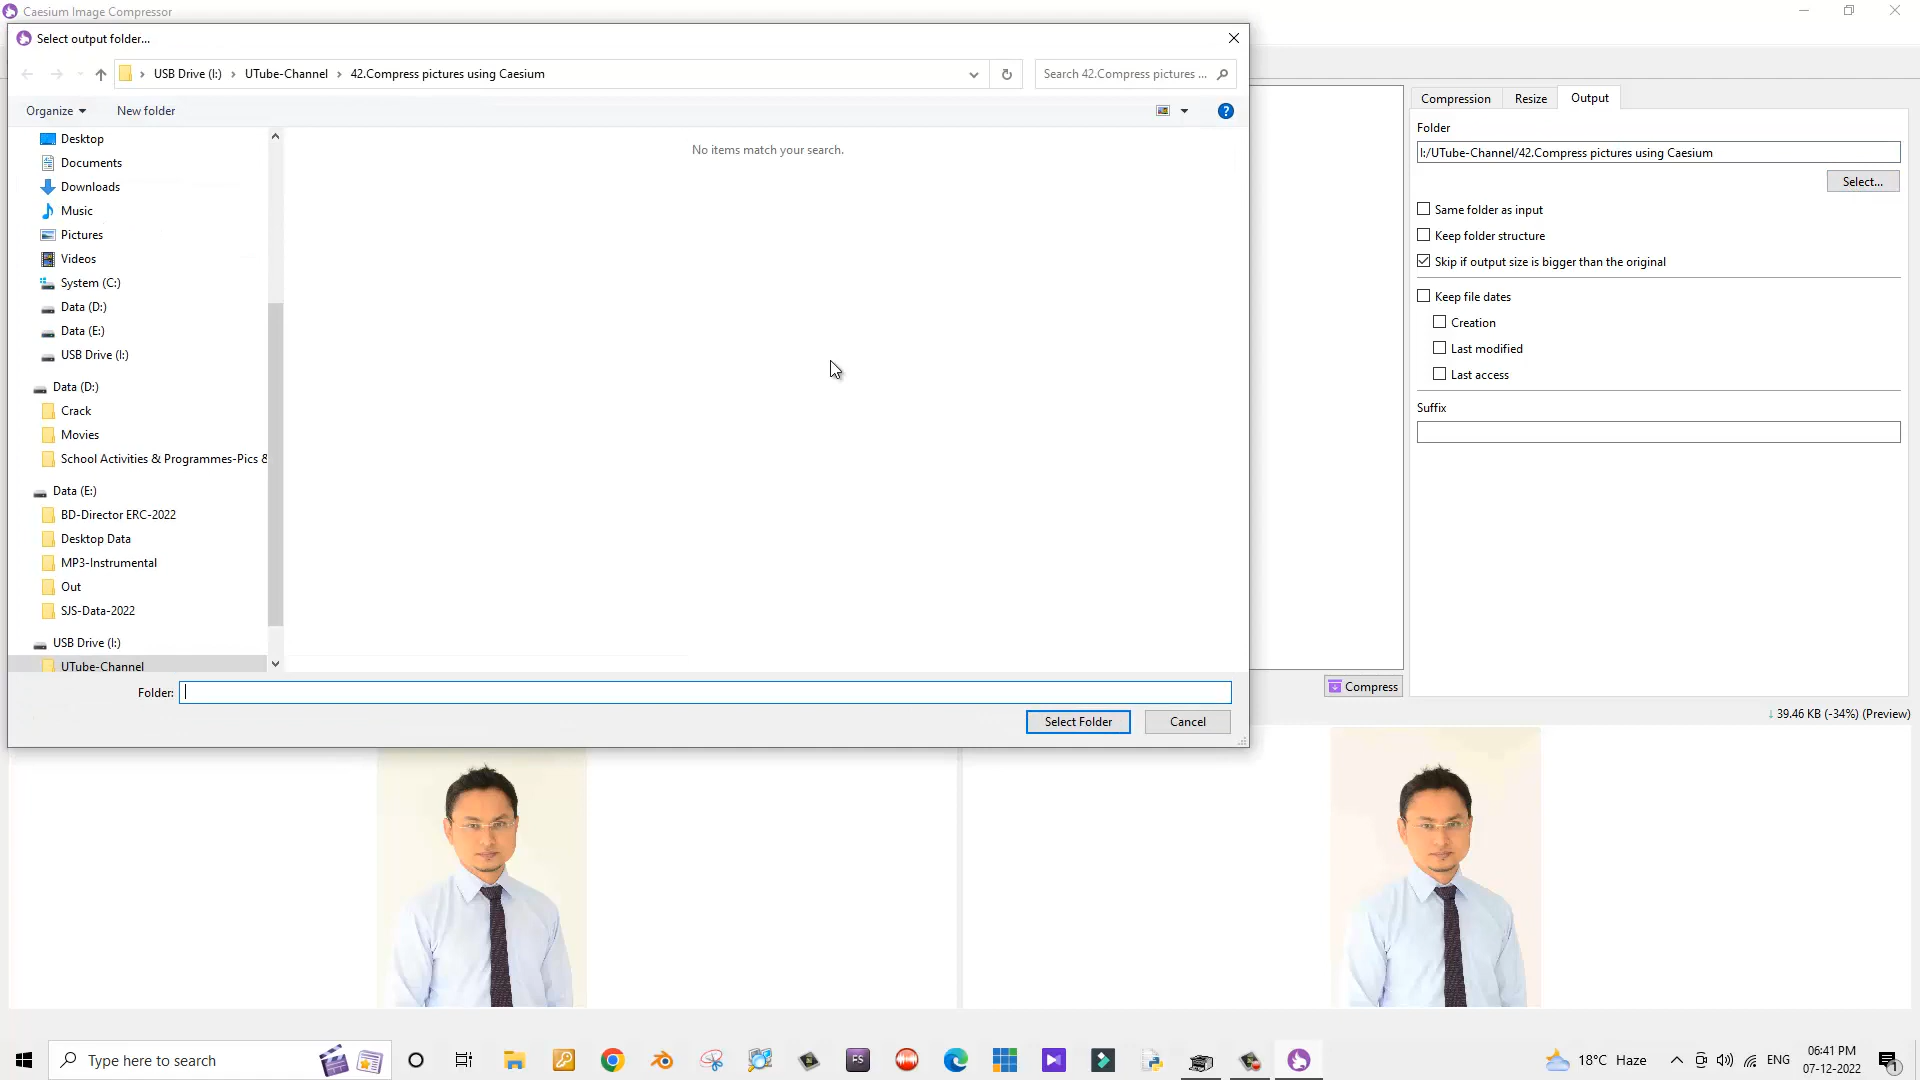 Caesium Image Compressor
Select output folder...
USB Drive (I:) › UTube-Channel › 42.Compress pictures using Caesium
Search 42.Compress pictures ...
Organize
New folder
?
Desktop
Documents
Downloads
Music
Pictures
Videos
System (C:)
Data (D:)
Data (E:)
USB Drive (I:)
Data (D:)
Crack
Movies
School Activities & Programmes-Pics &
Data (E:)
BD-Director ERC-2022
Desktop Data
MP3-Instrumental
Out
SJS-Data-2022
USB Drive (I:)
UTube-Channel
No items match your search.
Folder:
Select Folder
Cancel
Compression
Resize
Output
Folder
I:/UTube-Channel/42.Compress pictures using Caesium
Select...
Same folder as input
Keep folder structure
Skip if output size is bigger than the original
Keep file dates
Creation
Last modified
Last access
Suffix
Compress
↓ 39.46 KB (-34%) (Preview)
Type here to search
FS
18°C Haze
ENG
06:41 PM
07-12-2022
1